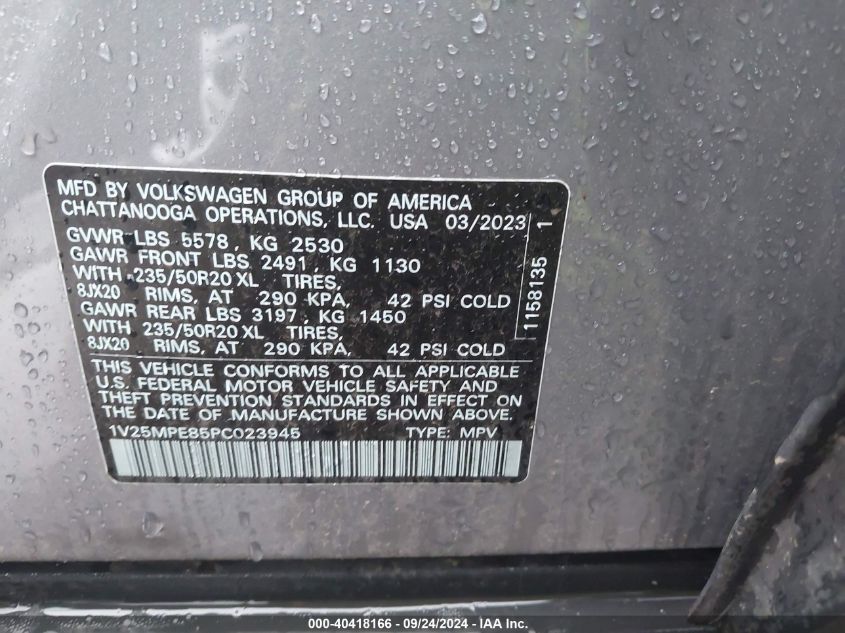 MFD BY VOLKSWAGEN GROUP OF AMERICA
CHATTANOOGA OPERATIONS, LLC. USA 03/2023
GVWR LBS 5578, KG 2530
GAWR FRONT LBS 2491, KG 1130
WITH 235/50R20 XL TIRES,
8JX20 RIMS, AT 290 KPA, 42 PSI COLD
GAWR REAR LBS 3197, KG 1450
WITH 235/50R20 XL TIRES,
8JX20 RIMS, AT 290 KPA, 42 PSI COLD
1158135 1
THIS VEHICLE CONFORMS TO ALL APPLICABLE
U.S. FEDERAL MOTOR VEHICLE SAFETY AND
THEFT PREVENTION STANDARDS IN EFFECT ON
THE DATE OF MANUFACTURE SHOWN ABOVE.
1V25MPE85PC023945 TYPE: MPV
000-40418166 - 09/24/2024 - IAA Inc.